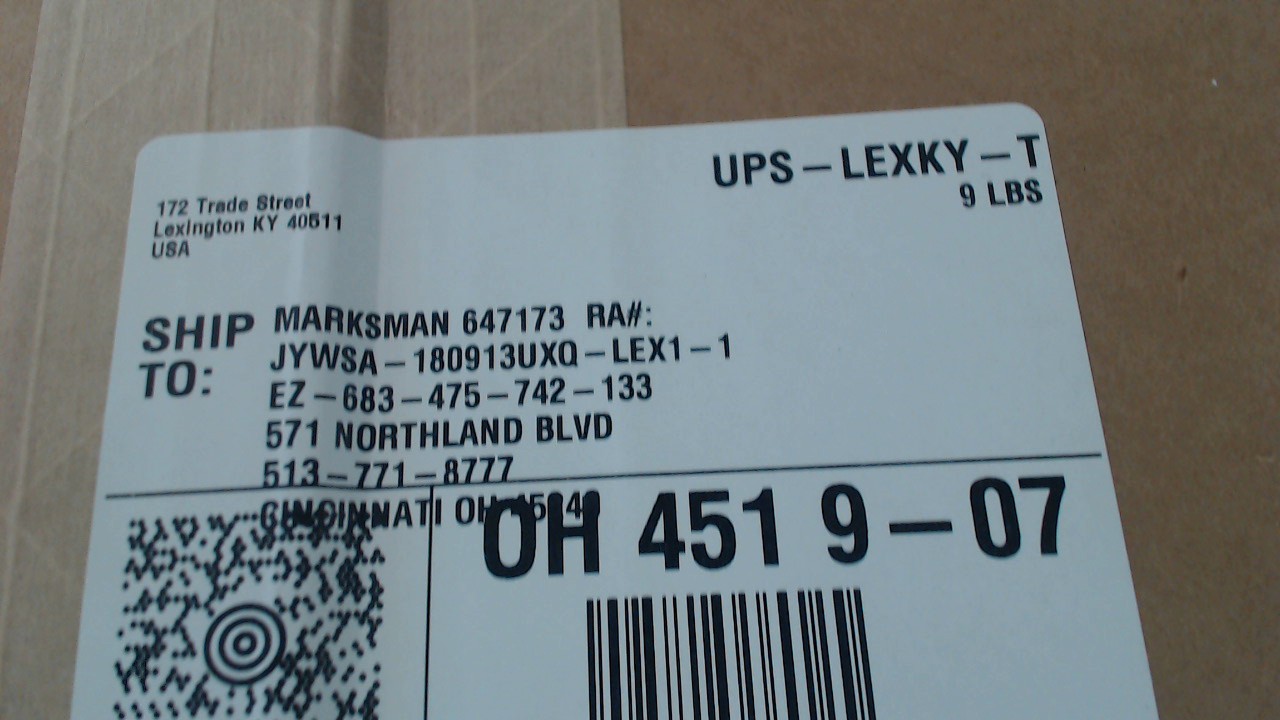 UPS-LEXKY-T
9 LBS
172 Trade Street
Lexington KY 40511
USA
SHIP TO:
MARKSMAN 647173 RA#:
JYWSA-180913UXQ-LEX1-1
EZ-683-475-742-133
571 NORTHLAND BLVD
513-771-8777
CINCINNATI OH
OH 451 9-07